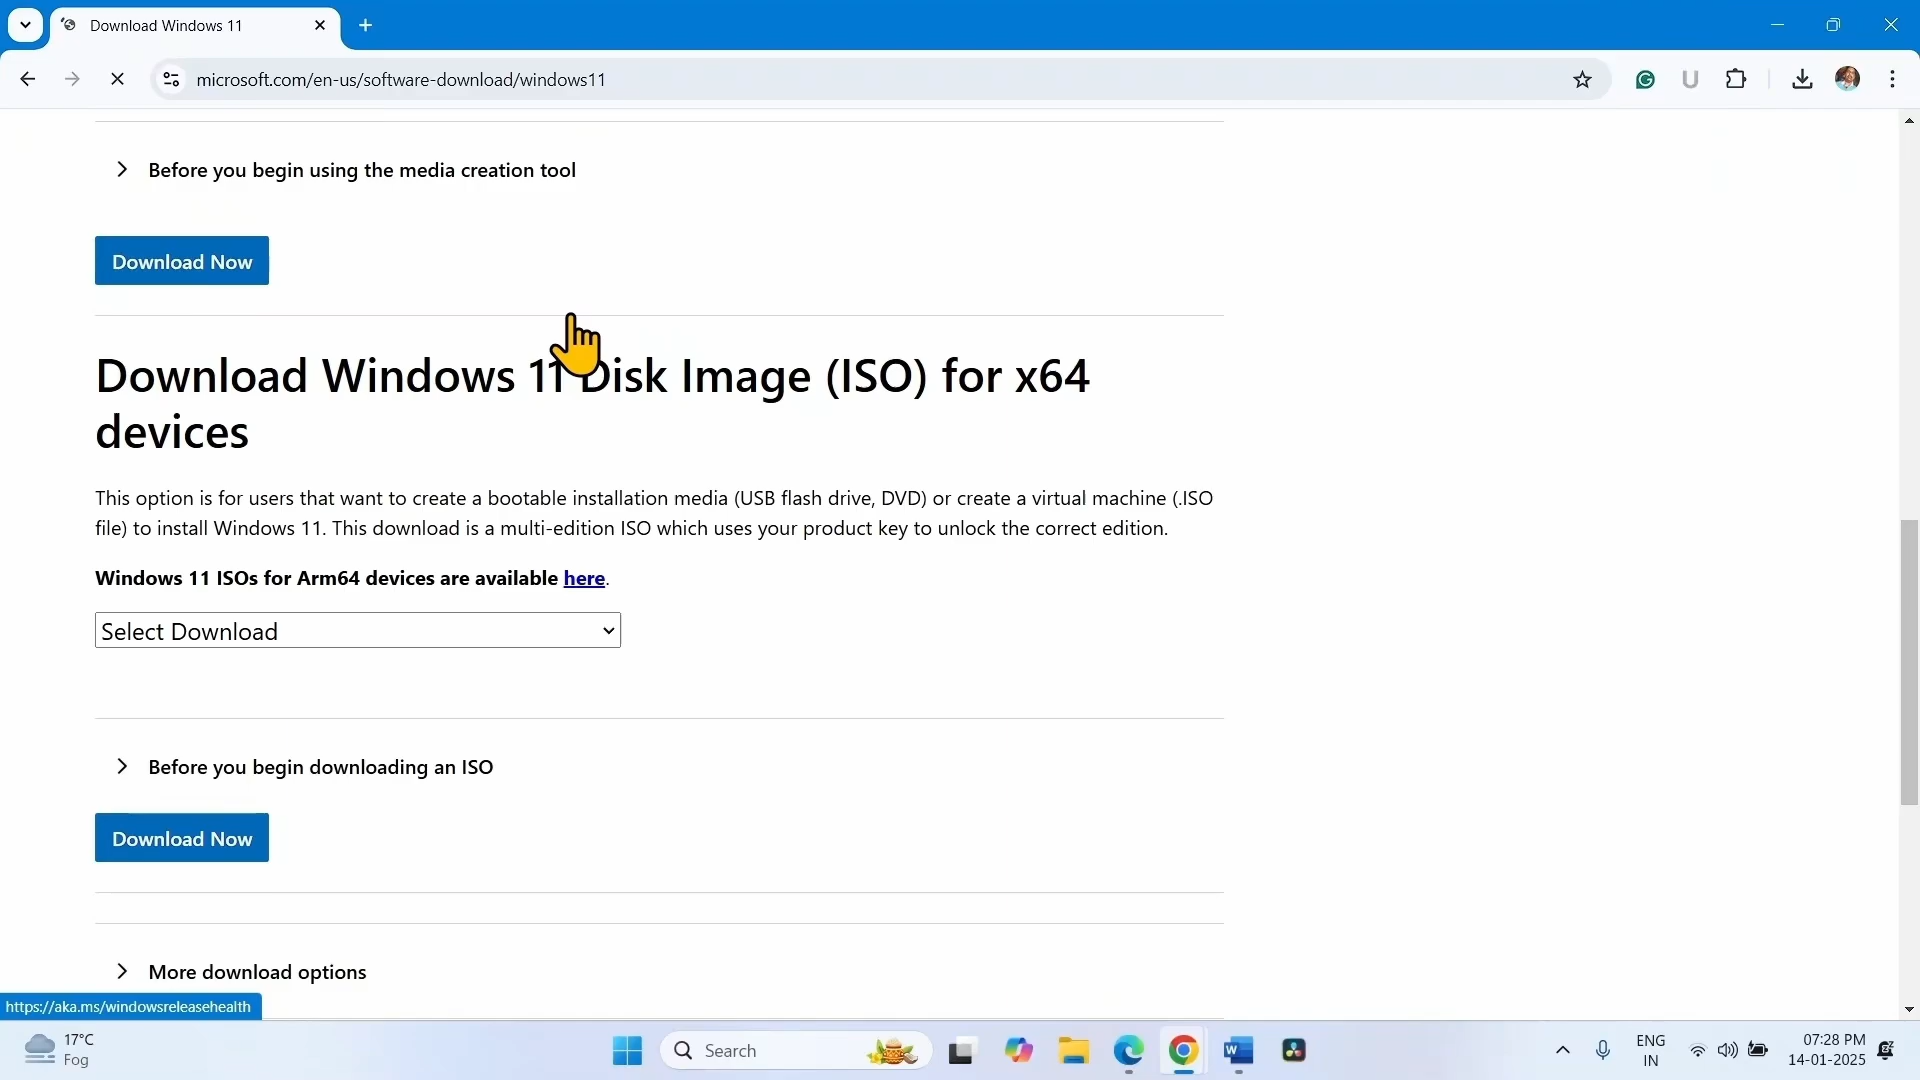 Download Windows 11
microsoft.com/en-us/software-download/windows11
Before you begin using the media creation tool
Download Now
Download Windows 11 Disk Image (ISO) for x64
devices
This option is for users that want to create a bootable installation media (USB flash drive, DVD) or create a virtual machine (.ISO
file) to install Windows 11. This download is a multi-edition ISO which uses your product key to unlock the correct edition.
Windows 11 ISOs for Arm64 devices are available here.
Select Download
Before you begin downloading an ISO
Download Now
More download options
https://aka.ms/windowsreleasehealth
17°C
Fog
Search
ENG
IN
07:28 PM
14-01-2025